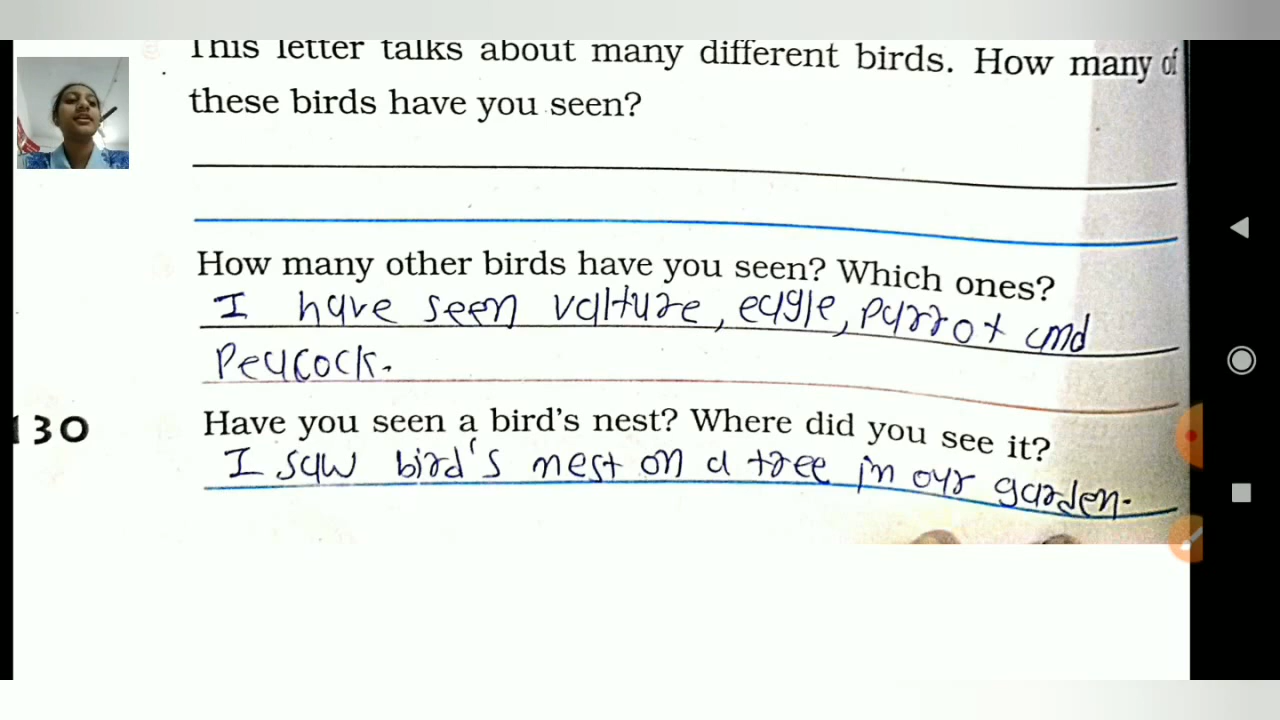 This letter talks about many different birds. How many of
these birds have you seen?
How many other birds have you seen? Which ones?
I have seen valture, eagle, parrot and
Peacock.
130
Have you seen a bird's nest? Where did you see it?
I saw bird's nest on a tree in our garden.